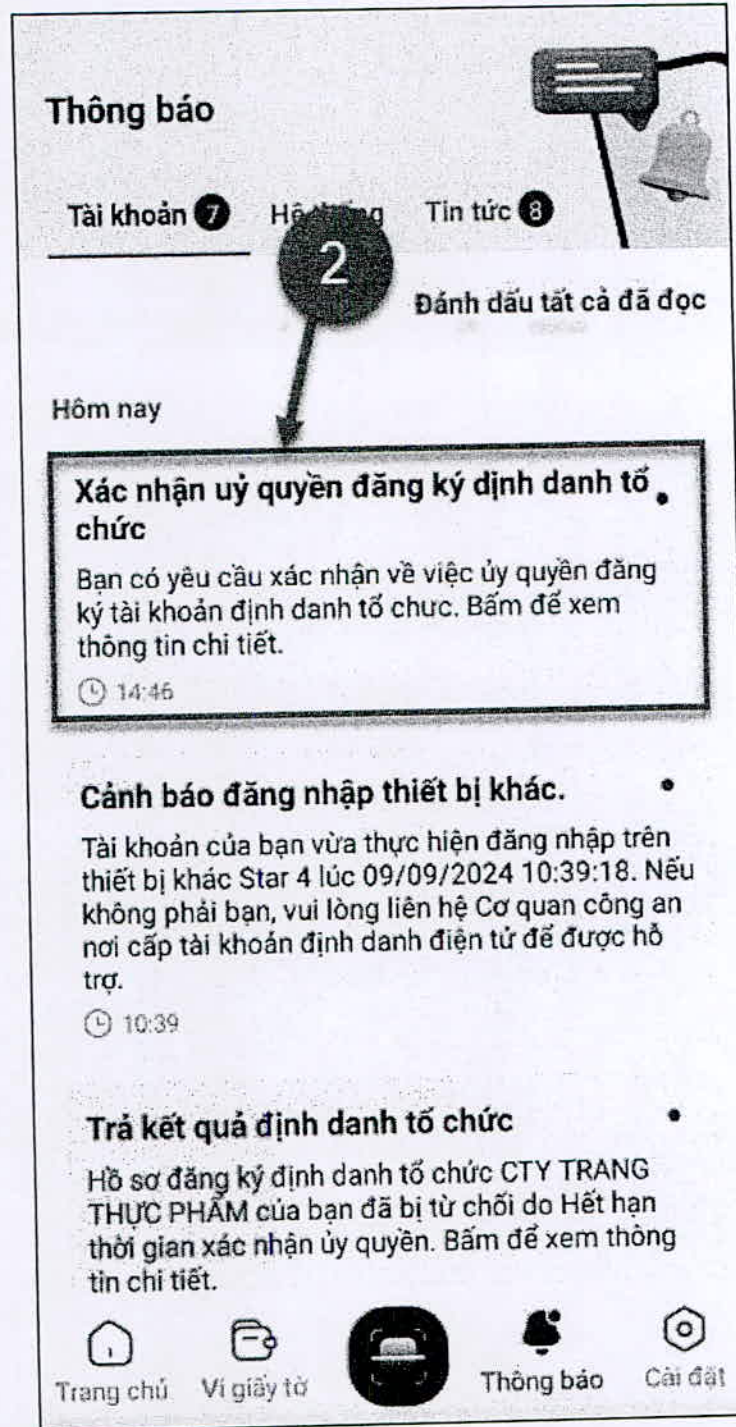 Thông báo
Tài khoản 7 Tin tức 8
2
Đánh dấu tất cả đã đọc
Hôm nay
Xác nhận uỷ quyền đăng ký định danh tổ
chức
Bạn có yêu cầu xác nhận về việc ủy quyền đăng
ký tài khoản định danh tổ chưc. Bấm để xem
thông tin chi tiết.
14:46
Cảnh báo đăng nhập thiết bị khác.
Tài khoản của bạn vừa thực hiện đăng nhập trên
thiết bị khác Star 4 lúc 09/09/2024 10:39:18. Nếu
không phải bạn, vui lòng liên hệ Cơ quan công an
nơi cấp tài khoản định danh điện tử để được hỗ
trợ.
10:39
Trả kết quả định danh tổ chức
Hồ sơ đăng ký định danh tổ chức CTY TRANG
THỰC PHẨM của bạn đã bị từ chối do Hết hạn
thời gian xác nhận ủy quyền. Bấm để xem thông
tin chi tiết.
Trang chủ Ví giấy tờ Thông báo Cài đặt